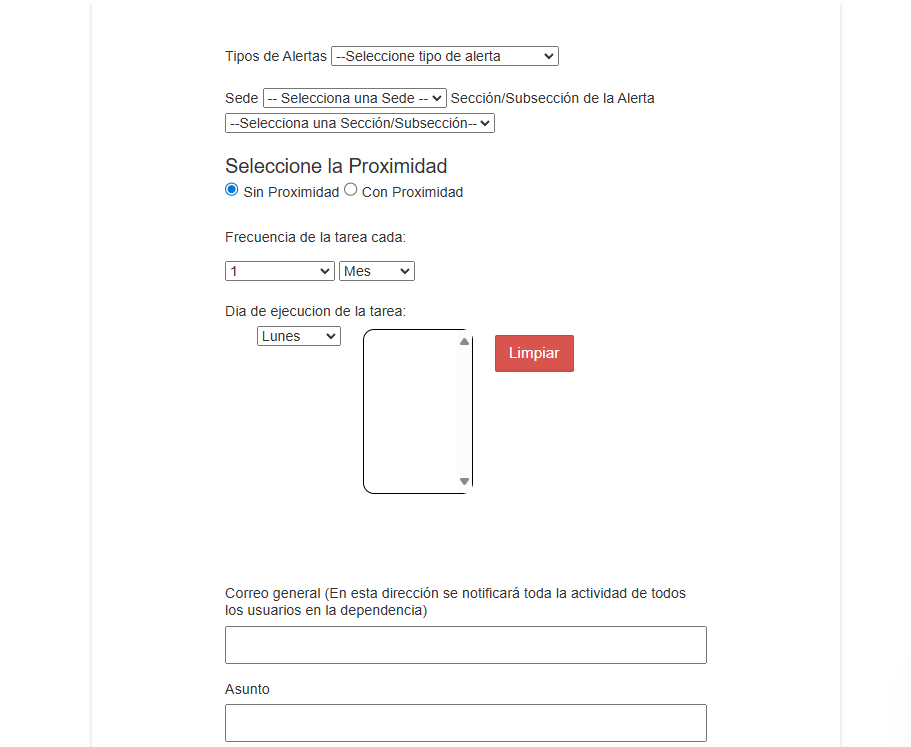 Tipos de Alertas --Seleccione tipo de alerta
Sede -- Selecciona una Sede -- Sección/Subsección de la Alerta
--Selecciona una Sección/Subsección--
Seleccione la Proximidad
Sin Proximidad Con Proximidad
Frecuencia de la tarea cada:
1 Mes
Dia de ejecucion de la tarea:
Lunes
Limpiar
Correo general (En esta dirección se notificará toda la actividad de todos
los usuarios en la dependencia)
Asunto